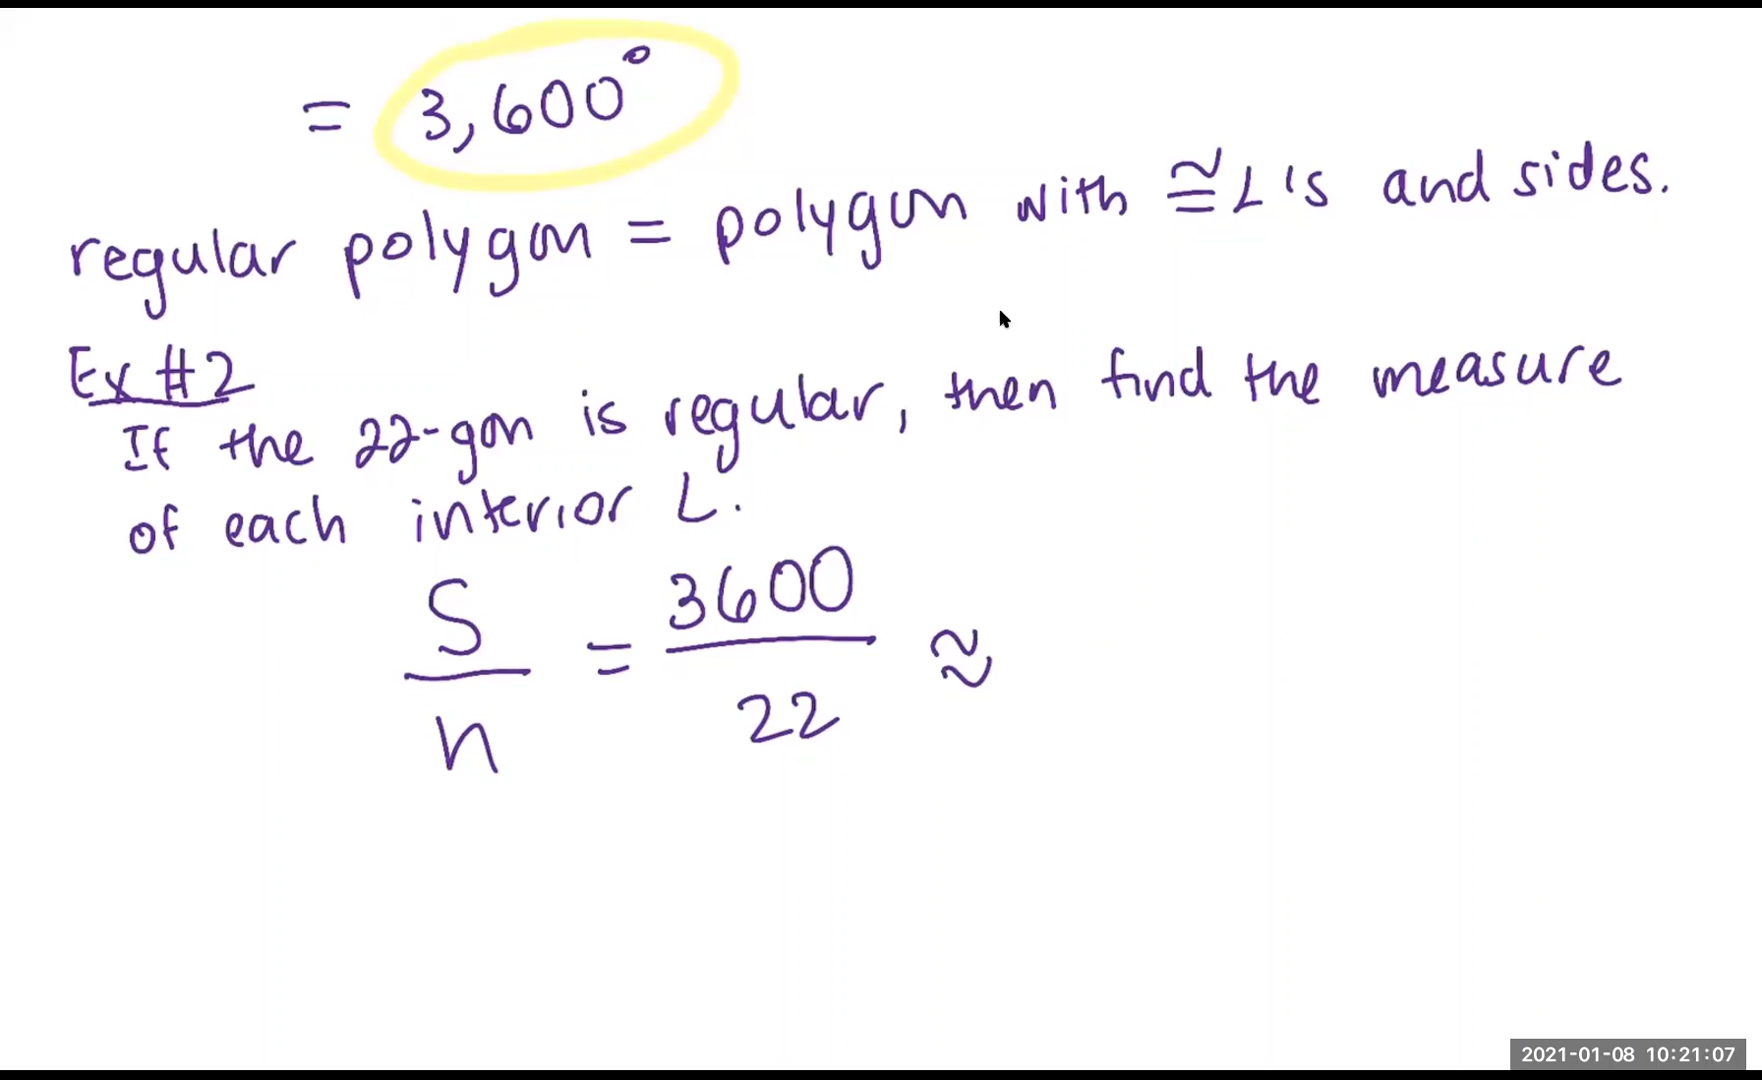 = 3,600°
regular polygon = polygon with ≅ ∠'s and sides.
Ex #2
If the 22-gon is regular, then find the measure
of each interior ∠.
S/n = 3600/22 ≈
2021-01-08 10:21:07